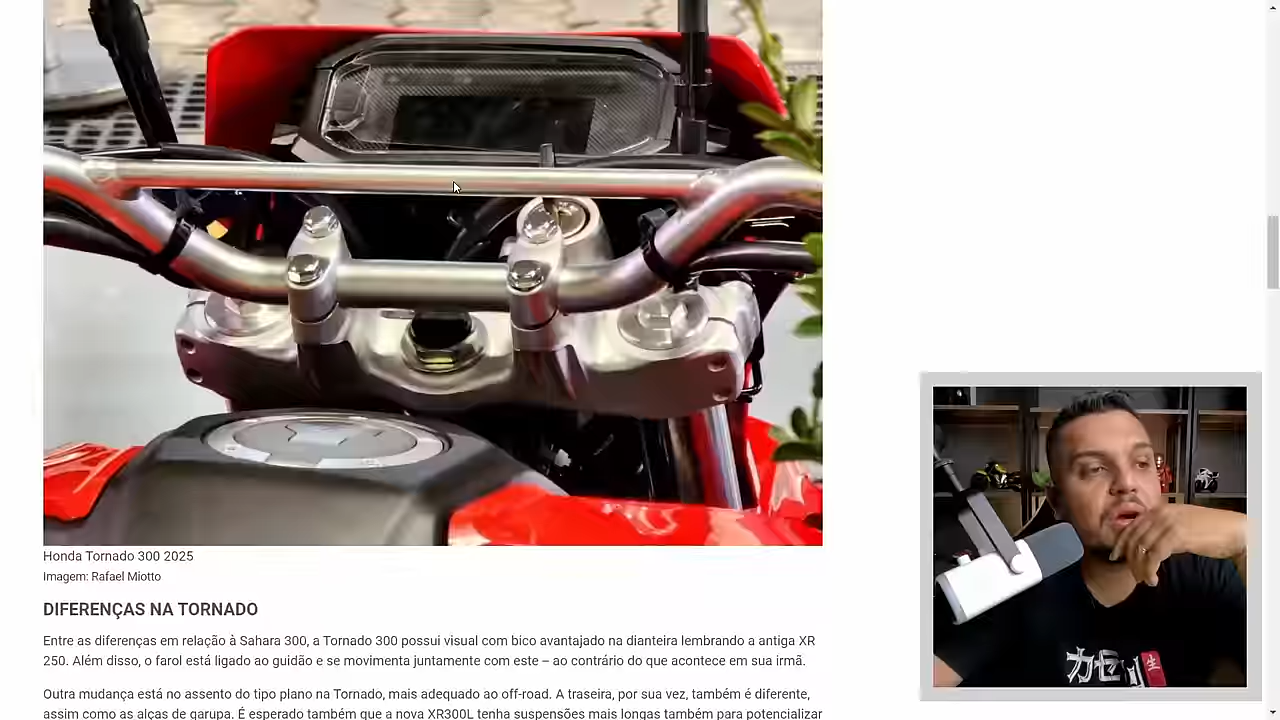 Honda Tornado 300 2025
Imagem: Rafael Miotto
DIFERENÇAS NA TORNADO
Entre as diferenças em relação à Sahara 300, a Tornado 300 possui visual com bico avantajado na dianteira lembrando a antiga XR
250. Além disso, o farol está ligado ao guidão e se movimenta juntamente com este – ao contrário do que acontece em sua irmã.
Outra mudança está no assento do tipo plano na Tornado, mais adequado ao off-road. A traseira, por sua vez, também é diferente,
assim como as alças de garupa. É esperado também que a nova XR300L tenha suspensões mais longas também para potencializar
生